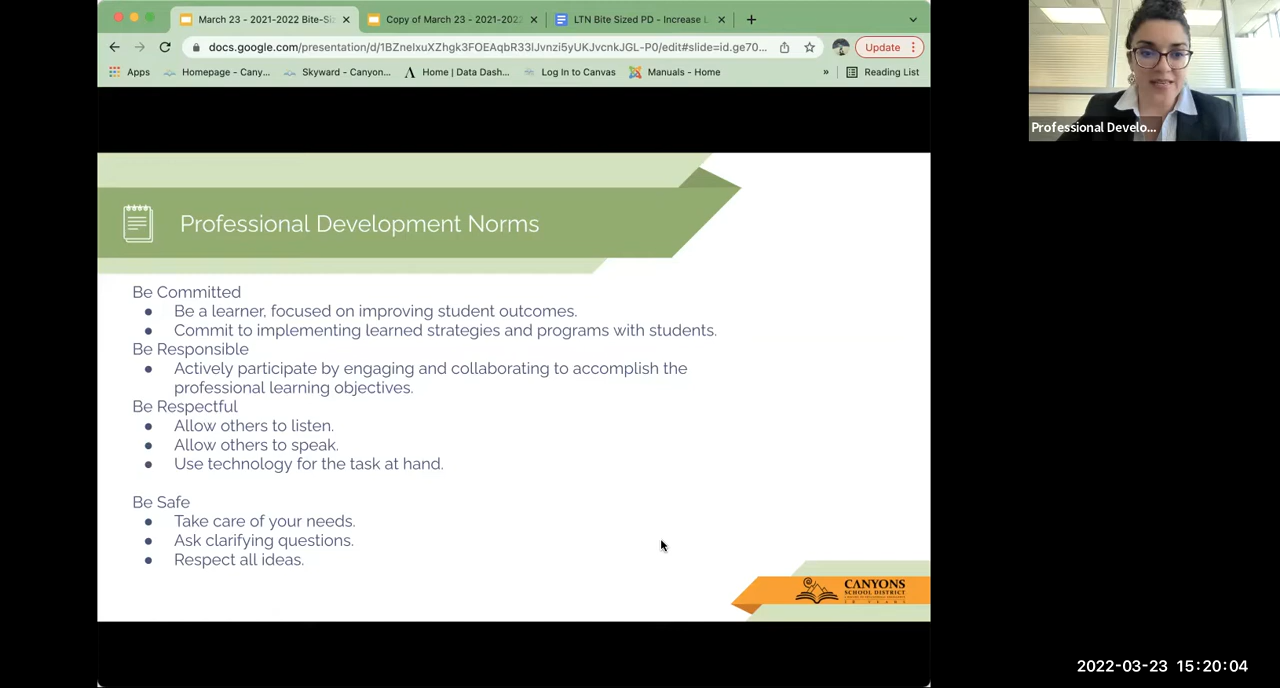 March 23 - 2021-2022 Bite-Si
Copy of March 23 - 2021-202
LTN Bite Sized PD - Increase L
docs.google.com/presentation/d/1BZneIxuXZhgk3FOEAqbR33lJvnzi5yUKJvcnkJGL-P0/edit#slide=id.ge70...
Update
Apps
Homepage - Cany...
Skyward - Canyon...
Home | Data Dash...
Log In to Canvas
Manuals - Home
»
Reading List
Professional Develo...
Professional Development Norms
Be Committed
● Be a learner, focused on improving student outcomes.
● Commit to implementing learned strategies and programs with students.
Be Responsible
● Actively participate by engaging and collaborating to accomplish the
professional learning objectives.
Be Respectful
● Allow others to listen.
● Allow others to speak.
● Use technology for the task at hand.
Be Safe
● Take care of your needs.
● Ask clarifying questions.
● Respect all ideas.
CANYONS
SCHOOL DISTRICT
2022-03-23 15:20:04